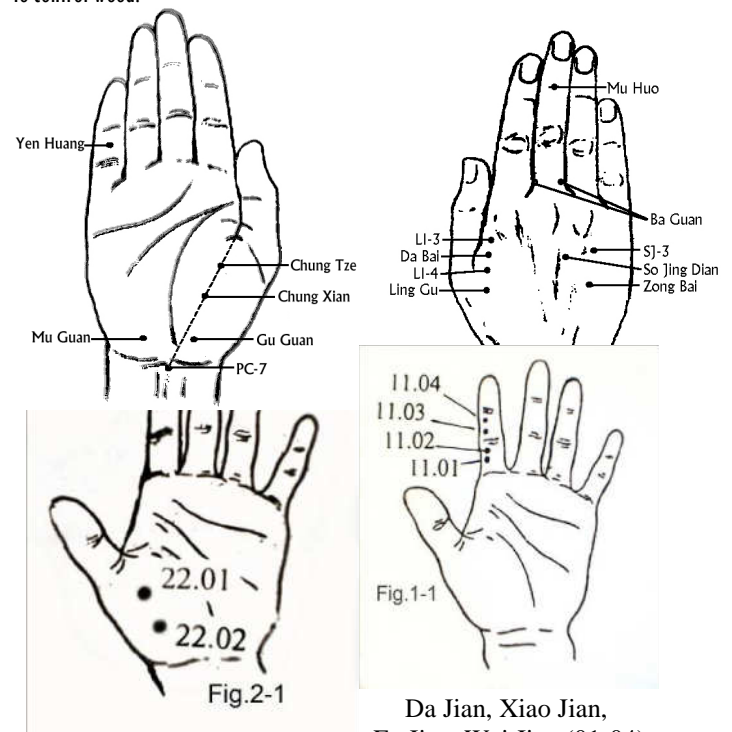 Yen Huang
Chung Tze
Chung Xian
Mu Guan
Gu Guan
PC-7
Mu Huo
Ba Guan
LI-3
Da Bai
LI-4
Ling Gu
SJ-3
So Jing Dian
Zong Bai
22.01
22.02
Fig.2-1
11.04
11.03
11.02
11.01
Fig.1-1
Da Jian, Xiao Jian,